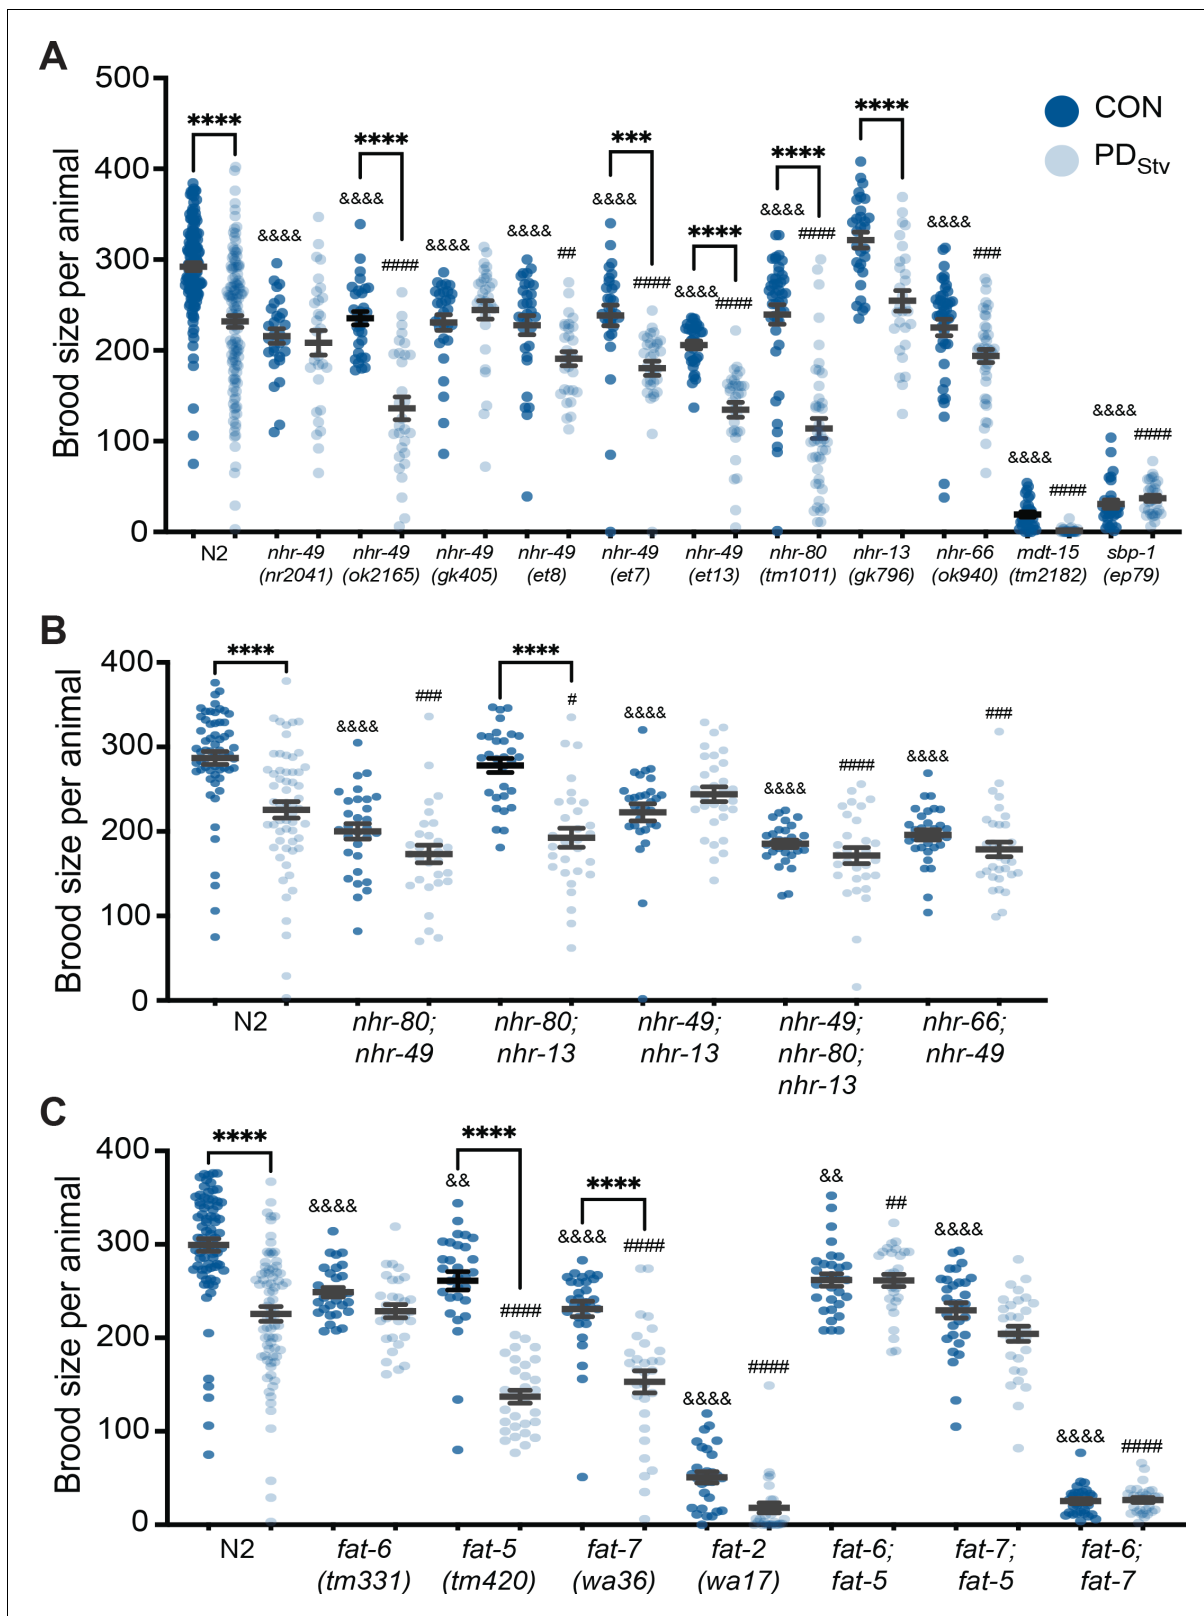 A
500
400
300
200
100
0
Brood size per animal
CON
PDStv
**** **** *** **** **** ****
&&&& &&&& #### &&&& &&&& ## &&&& #### &&&& #### &&&& #### &&&& ### &&&& #### &&&& ####
N2 nhr-49 nhr-49 nhr-49 nhr-49 nhr-49 nhr-49 nhr-80 nhr-13 nhr-66 mdt-15 sbp-1
(nr2041) (ok2165) (gk405) (et8) (et7) (et13) (tm1011) (gk796) (ok940) (tm2182) (ep79)
B
400
300
200
100
0
Brood size per animal
**** ****
&&&& ### # &&&& &&&& #### &&&& ###
N2 nhr-80; nhr-80; nhr-49; nhr-49; nhr-66;
nhr-49 nhr-13 nhr-13 nhr-80; nhr-49
nhr-13
C
400
300
200
100
0
Brood size per animal
**** **** ****
&&&& && #### &&&& #### &&&& #### && ## &&&& &&&& ####
N2 fat-6 fat-5 fat-7 fat-2 fat-6; fat-7; fat-6;
(tm331) (tm420) (wa36) (wa17) fat-5 fat-5 fat-7